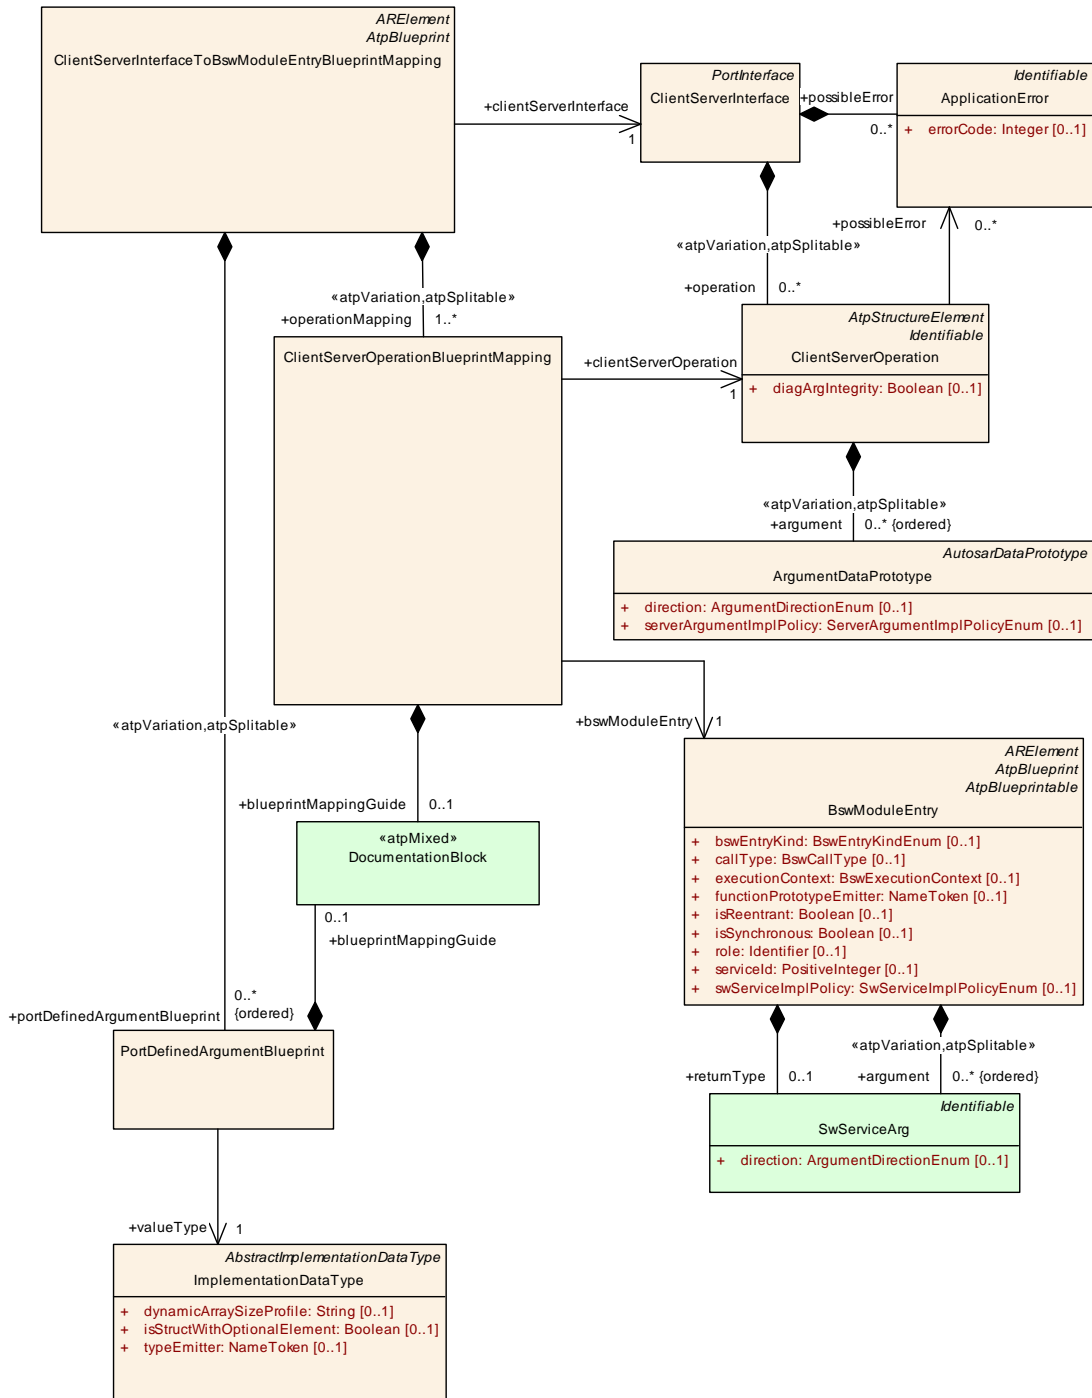 ARElement
AtpBlueprint
ClientServerInterfaceToBswModuleEntryBlueprintMapping
PortInterface
ClientServerInterface
Identifiable
ApplicationError
+ errorCode: Integer [0..1]
+clientServerInterface
1
+possibleError
0..*
+possibleError
0..*
«atpVariation,atpSplitable»
+operation
0..*
«atpVariation,atpSplitable»
+operationMapping
1..*
AtpStructureElement
Identifiable
ClientServerOperation
+ diagArgIntegrity: Boolean [0..1]
ClientServerOperationBlueprintMapping
+clientServerOperation
1
«atpVariation,atpSplitable»
+argument
0..* {ordered}
AutosarDataPrototype
ArgumentDataPrototype
+ direction: ArgumentDirectionEnum [0..1]
+ serverArgumentImplPolicy: ServerArgumentImplPolicyEnum [0..1]
«atpVariation,atpSplitable»
+bswModuleEntry
1
ARElement
AtpBlueprint
AtpBlueprintable
BswModuleEntry
+ bswEntryKind: BswEntryKindEnum [0..1]
+ callType: BswCallType [0..1]
+ executionContext: BswExecutionContext [0..1]
+ functionPrototypeEmitter: NameToken [0..1]
+ isReentrant: Boolean [0..1]
+ isSynchronous: Boolean [0..1]
+ role: Identifier [0..1]
+ serviceId: PositiveInteger [0..1]
+ swServiceImplPolicy: SwServiceImplPolicyEnum [0..1]
+blueprintMappingGuide
0..1
«atpMixed»
DocumentationBlock
0..1
+blueprintMappingGuide
0..*
{ordered}
+portDefinedArgumentBlueprint
PortDefinedArgumentBlueprint
«atpVariation,atpSplitable»
+returnType
0..1
+argument
0..* {ordered}
Identifiable
SwServiceArg
+ direction: ArgumentDirectionEnum [0..1]
+valueType
1
AbstractImplementationDataType
ImplementationDataType
+ dynamicArraySizeProfile: String [0..1]
+ isStructWithOptionalElement: Boolean [0..1]
+ typeEmitter: NameToken [0..1]